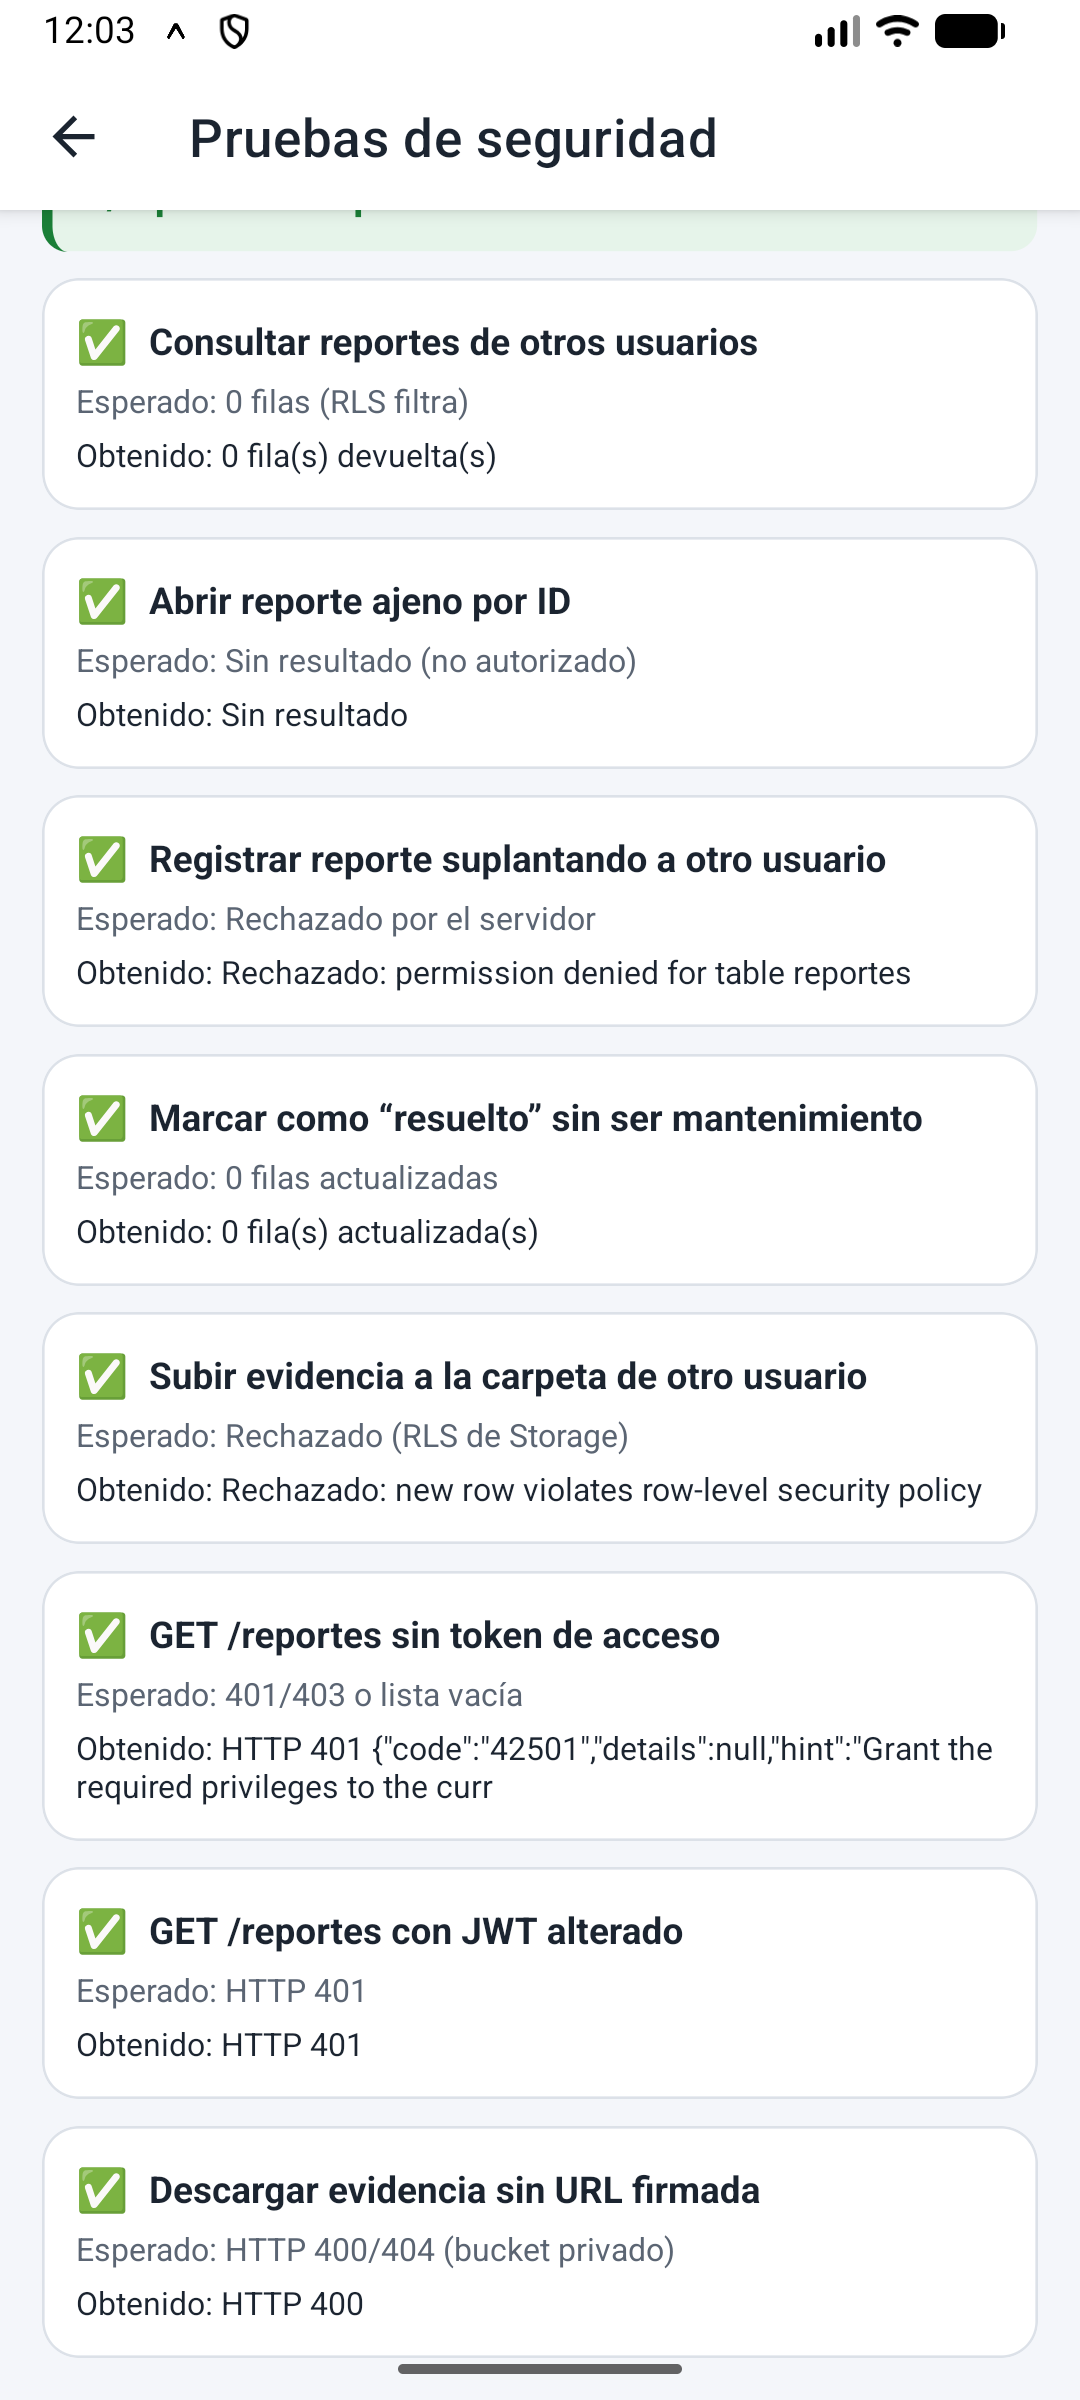 12:03
Pruebas de seguridad
✅ Consultar reportes de otros usuarios
Esperado: 0 filas (RLS filtra)
Obtenido: 0 fila(s) devuelta(s)
✅ Abrir reporte ajeno por ID
Esperado: Sin resultado (no autorizado)
Obtenido: Sin resultado
✅ Registrar reporte suplantando a otro usuario
Esperado: Rechazado por el servidor
Obtenido: Rechazado: permission denied for table reportes
✅ Marcar como “resuelto” sin ser mantenimiento
Esperado: 0 filas actualizadas
Obtenido: 0 fila(s) actualizada(s)
✅ Subir evidencia a la carpeta de otro usuario
Esperado: Rechazado (RLS de Storage)
Obtenido: Rechazado: new row violates row-level security policy
✅ GET /reportes sin token de acceso
Esperado: 401/403 o lista vacía
Obtenido: HTTP 401 {"code":"42501","details":null,"hint":"Grant the
required privileges to the curr
✅ GET /reportes con JWT alterado
Esperado: HTTP 401
Obtenido: HTTP 401
✅ Descargar evidencia sin URL firmada
Esperado: HTTP 400/404 (bucket privado)
Obtenido: HTTP 400